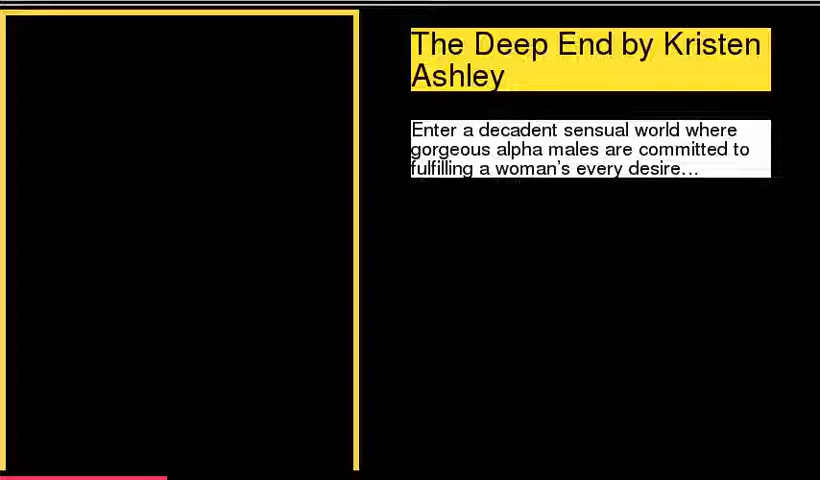 The Deep End by Kristen
Ashley
Enter a decadent sensual world where
gorgeous alpha males are committed to
fulfilling a woman’s every desire…